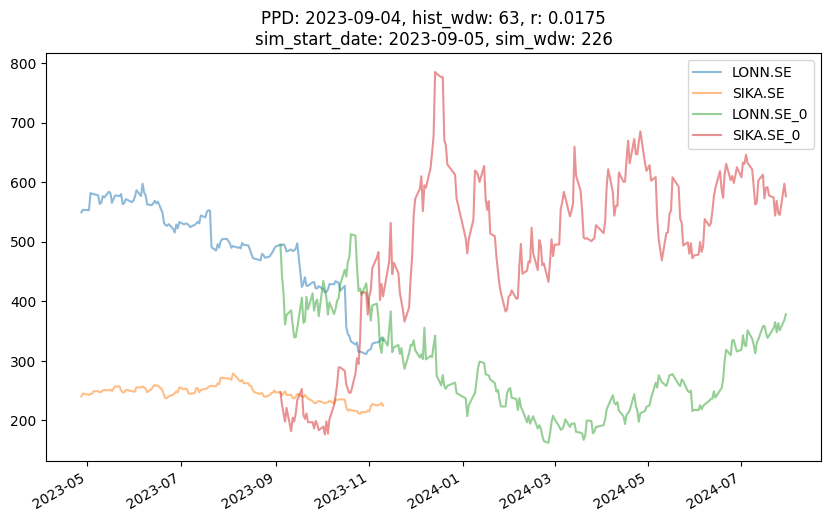 PPD: 2023-09-04, hist_wdw: 63, r: 0.0175
sim_start_date: 2023-09-05, sim_wdw: 226
800
700
600
500
400
300
200
LONN.SE
SIKA.SE
LONN.SE_0
SIKA.SE_0
2023-05
2023-07
2023-09
2023-11
2024-01
2024-03
2024-05
2024-07